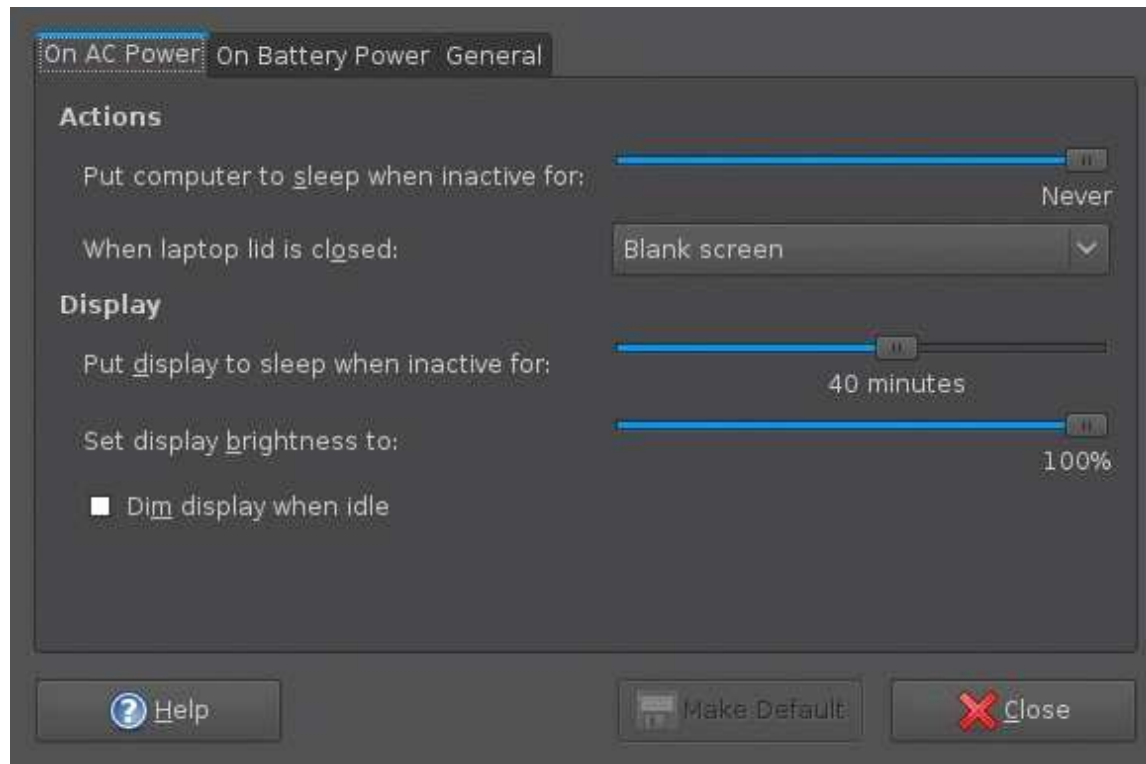 On AC Power On Battery Power General
Actions
Put computer to sleep when inactive for:
Never
When laptop lid is closed: Blank screen
Display
Put display to sleep when inactive for:
40 minutes
Set display brightness to:
100%
Dim display when idle
Help Make Default Close